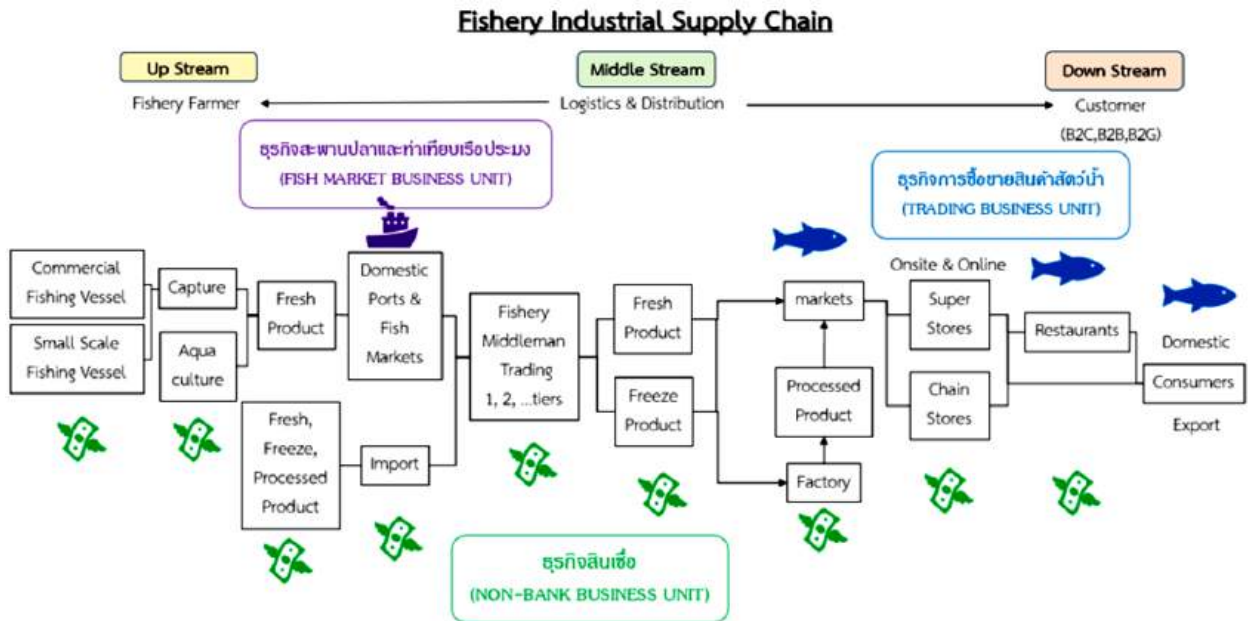 Fishery Industrial Supply Chain
Up Stream
Middle Stream
Down Stream
Fishery Farmer
Logistics & Distribution
Customer
(B2C,B2B,B2G)
ธุรกิจสะพานปลาและท่าเทียบเรือประมง
(FISH MARKET BUSINESS UNIT)
ธุรกิจการซื้อขายสินค้าสัตว์น้ำ
(TRADING BUSINESS UNIT)
Commercial
Fishing Vessel
Small Scale
Fishing Vessel
Capture
Aqua
culture
Fresh
Product
Domestic
Ports &
Fish
Markets
Fresh,
Freeze,
Processed
Product
Import
Fishery
Middleman
Trading
1, 2, ...tiers
Fresh
Product
Freeze
Product
markets
Processed
Product
Factory
Onsite & Online
Super
Stores
Chain
Stores
Restaurants
Domestic
Consumers
Export
ธุรกิจสินเชื่อ
(NON-BANK BUSINESS UNIT)